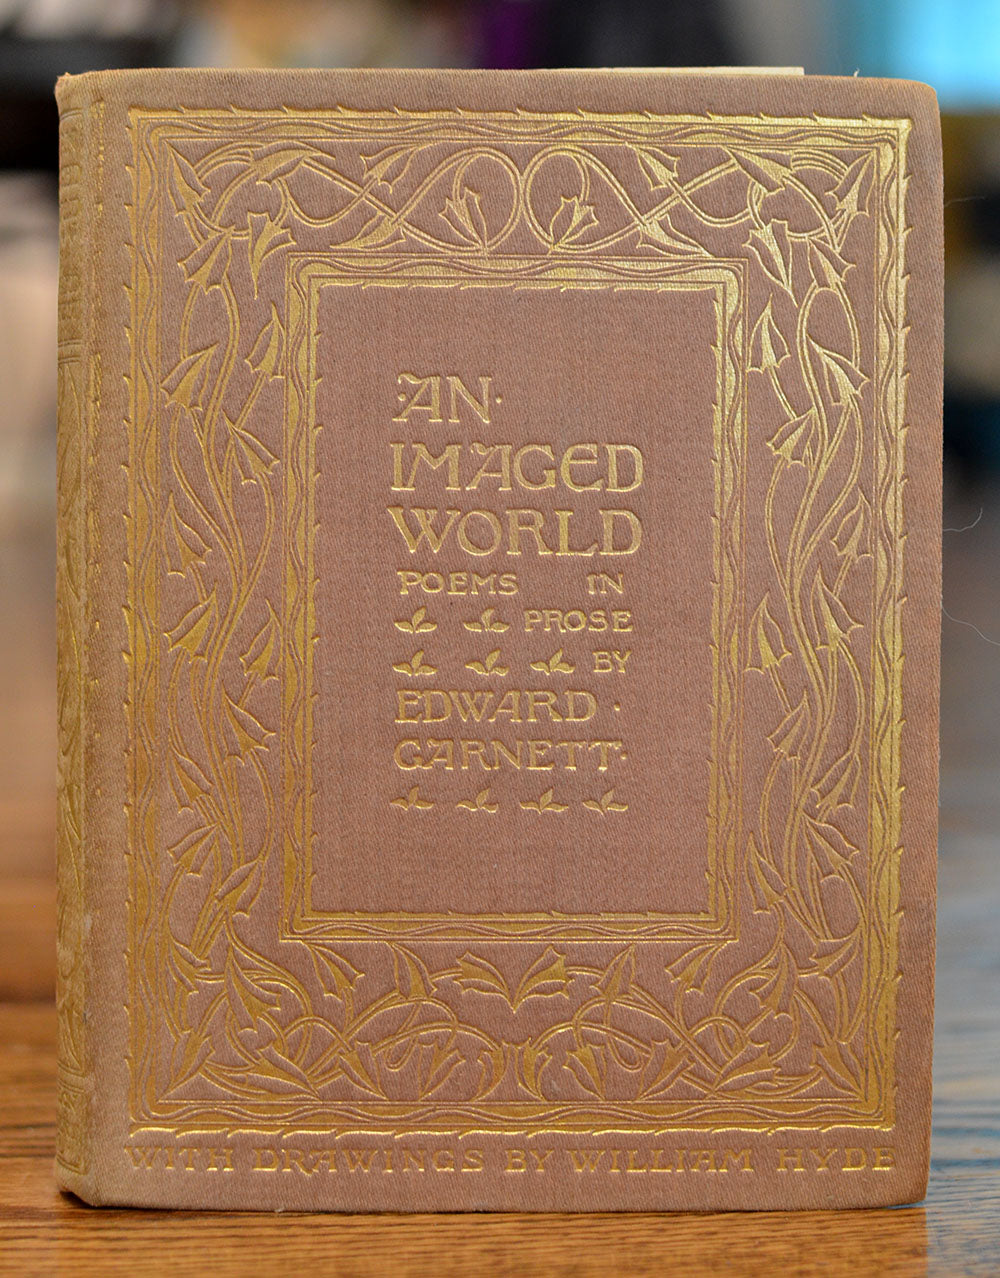 ·AN·
IMAGED
WORLD
POEMS IN
PROSE
BY
EDWARD ·
GARNETT·
WITH DRAWINGS BY WILLIAM HYDE